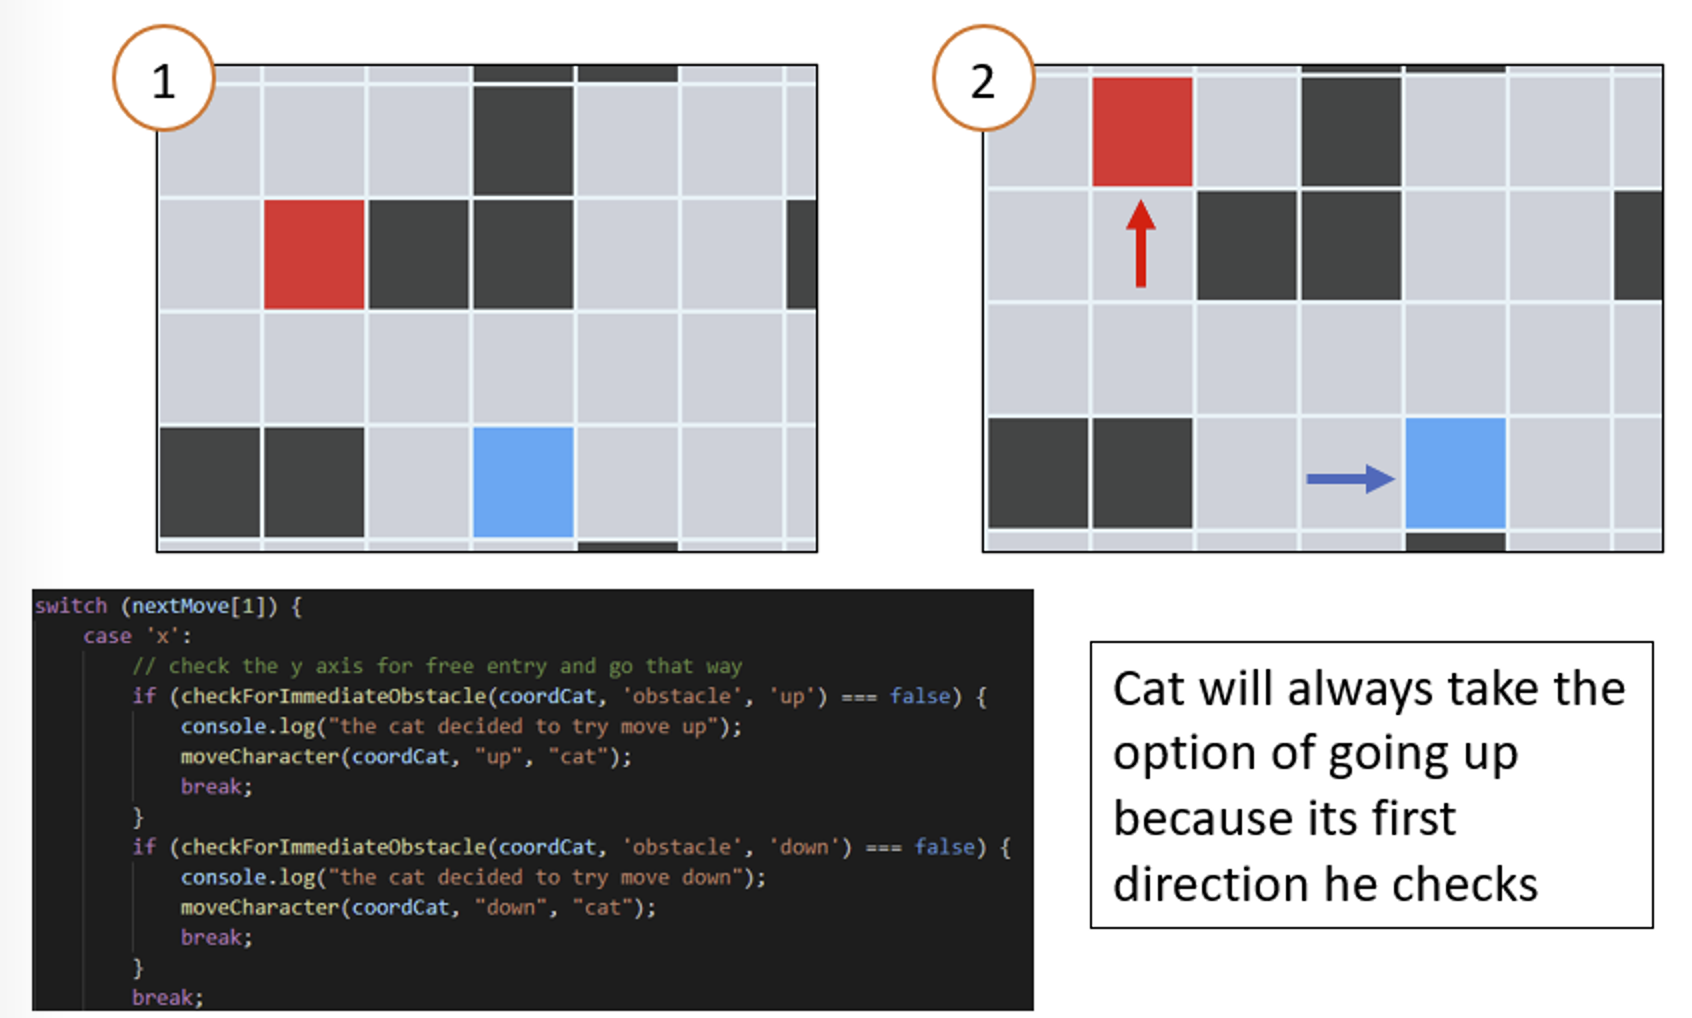 1
2
switch (nextMove[1]) {
case 'x':
// check the y axis for free entry and go that way
if (checkForImmediateObstacle(coordCat, 'obstacle', 'up') === false) {
console.log("the cat decided to try move up");
moveCharacter(coordCat, "up", "cat");
break;
}
if (checkForImmediateObstacle(coordCat, 'obstacle', 'down') === false) {
console.log("the cat decided to try move down");
moveCharacter(coordCat, "down", "cat");
break;
}
break;
Cat will always take the
option of going up
because its first
direction he checks